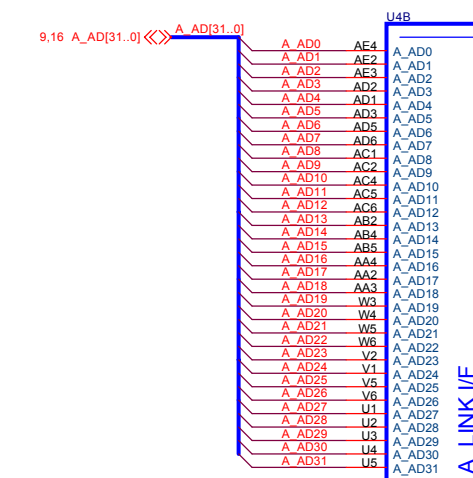 U4B
9,16 A_AD[31..0] A_AD[31..0]
A_AD0 AE4 A_AD0
A_AD1 AE2 A_AD1
A_AD2 AE3 A_AD2
A_AD3 AD2 A_AD3
A_AD4 AD1 A_AD4
A_AD5 AD3 A_AD5
A_AD6 AD5 A_AD6
A_AD7 AD6 A_AD7
A_AD8 AC1 A_AD8
A_AD9 AC2 A_AD9
A_AD10 AC4 A_AD10
A_AD11 AC5 A_AD11
A_AD12 AC6 A_AD12
A_AD13 AB2 A_AD13
A_AD14 AB4 A_AD14
A_AD15 AB5 A_AD15
A_AD16 AA4 A_AD16
A_AD17 AA2 A_AD17
A_AD18 AA3 A_AD18
A_AD19 W3 A_AD19
A_AD20 W4 A_AD20
A_AD21 W5 A_AD21
A_AD22 W6 A_AD22
A_AD23 V2 A_AD23
A_AD24 V1 A_AD24
A_AD25 V5 A_AD25
A_AD26 V6 A_AD26
A_AD27 U1 A_AD27
A_AD28 U2 A_AD28
A_AD29 U3 A_AD29
A_AD30 U4 A_AD30
A_AD31 U5 A_AD31
A_LINK I/F